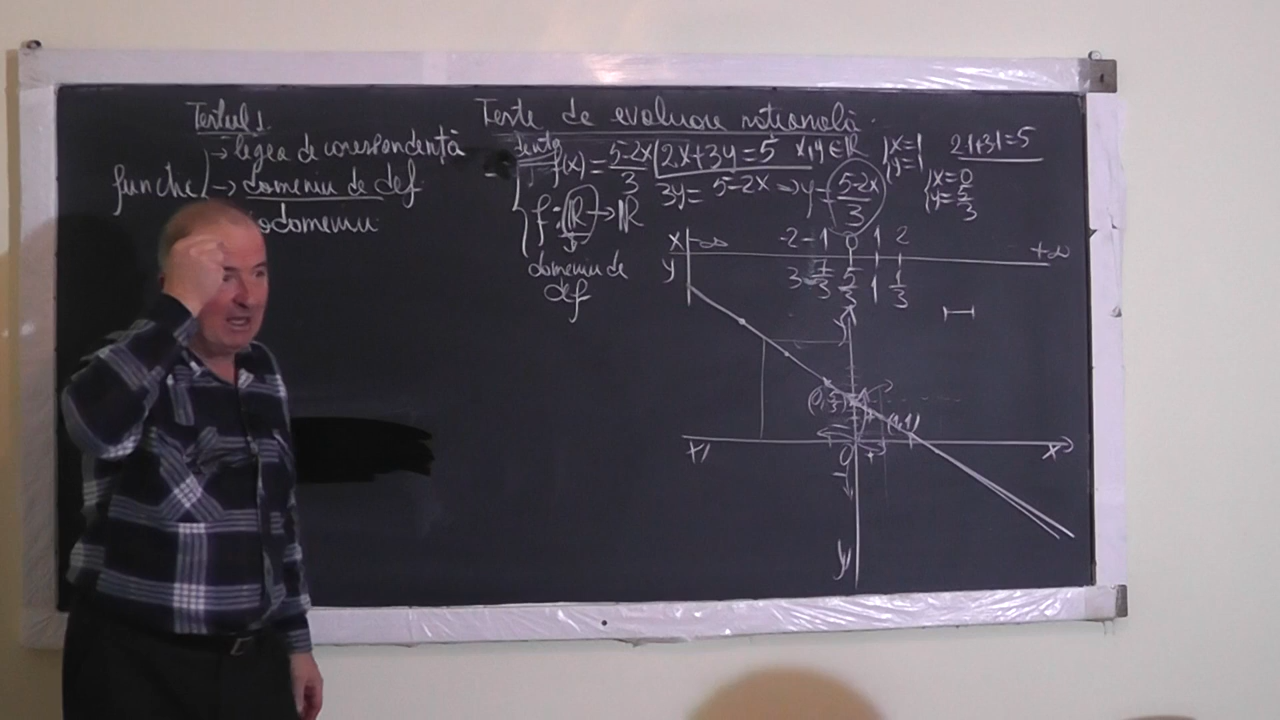 Testul 1.
Teste de evaluare națională.
funcție → legea de corespondență
→ domeniu de def
codomeniu
f(x) = 5-2x/3
2x+3y=5 x,y ∈ R
x=1
y=1
2·1+3·1=5
3y = 5-2x => y = 5-2x/3
x=0
y=5/3
f: R → R
domeniu de
def
x -∞ -2 -1 0 1 2 +∞
y 3 7/3 5/3 1 1/3
y
(0,5/3) (1,1)
x' 0 x
y'